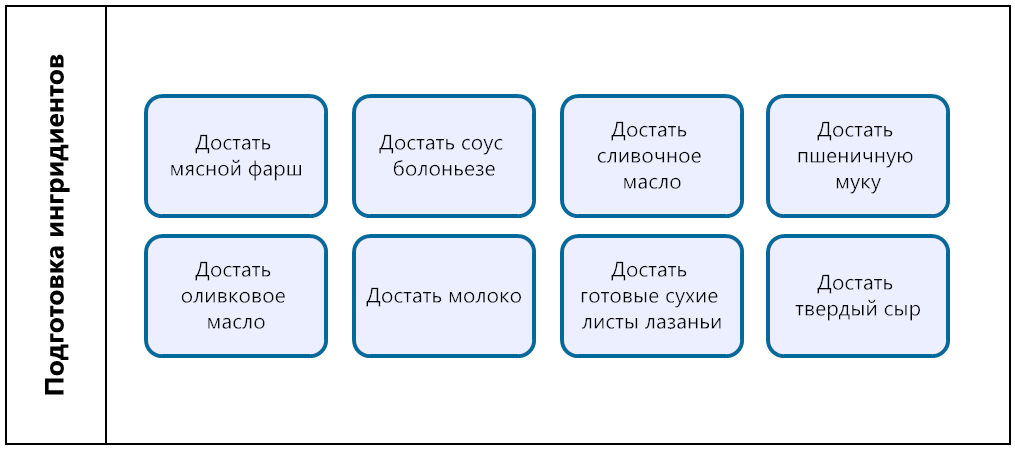 Подготовка ингридиентов
Достать
мясной фарш
Достать соус
болоньезе
Достать
сливочное
масло
Достать
пшеничную
муку
Достать
оливковое
масло
Достать молоко
Достать
готовые сухие
листы лазаньи
Достать
твердый сыр